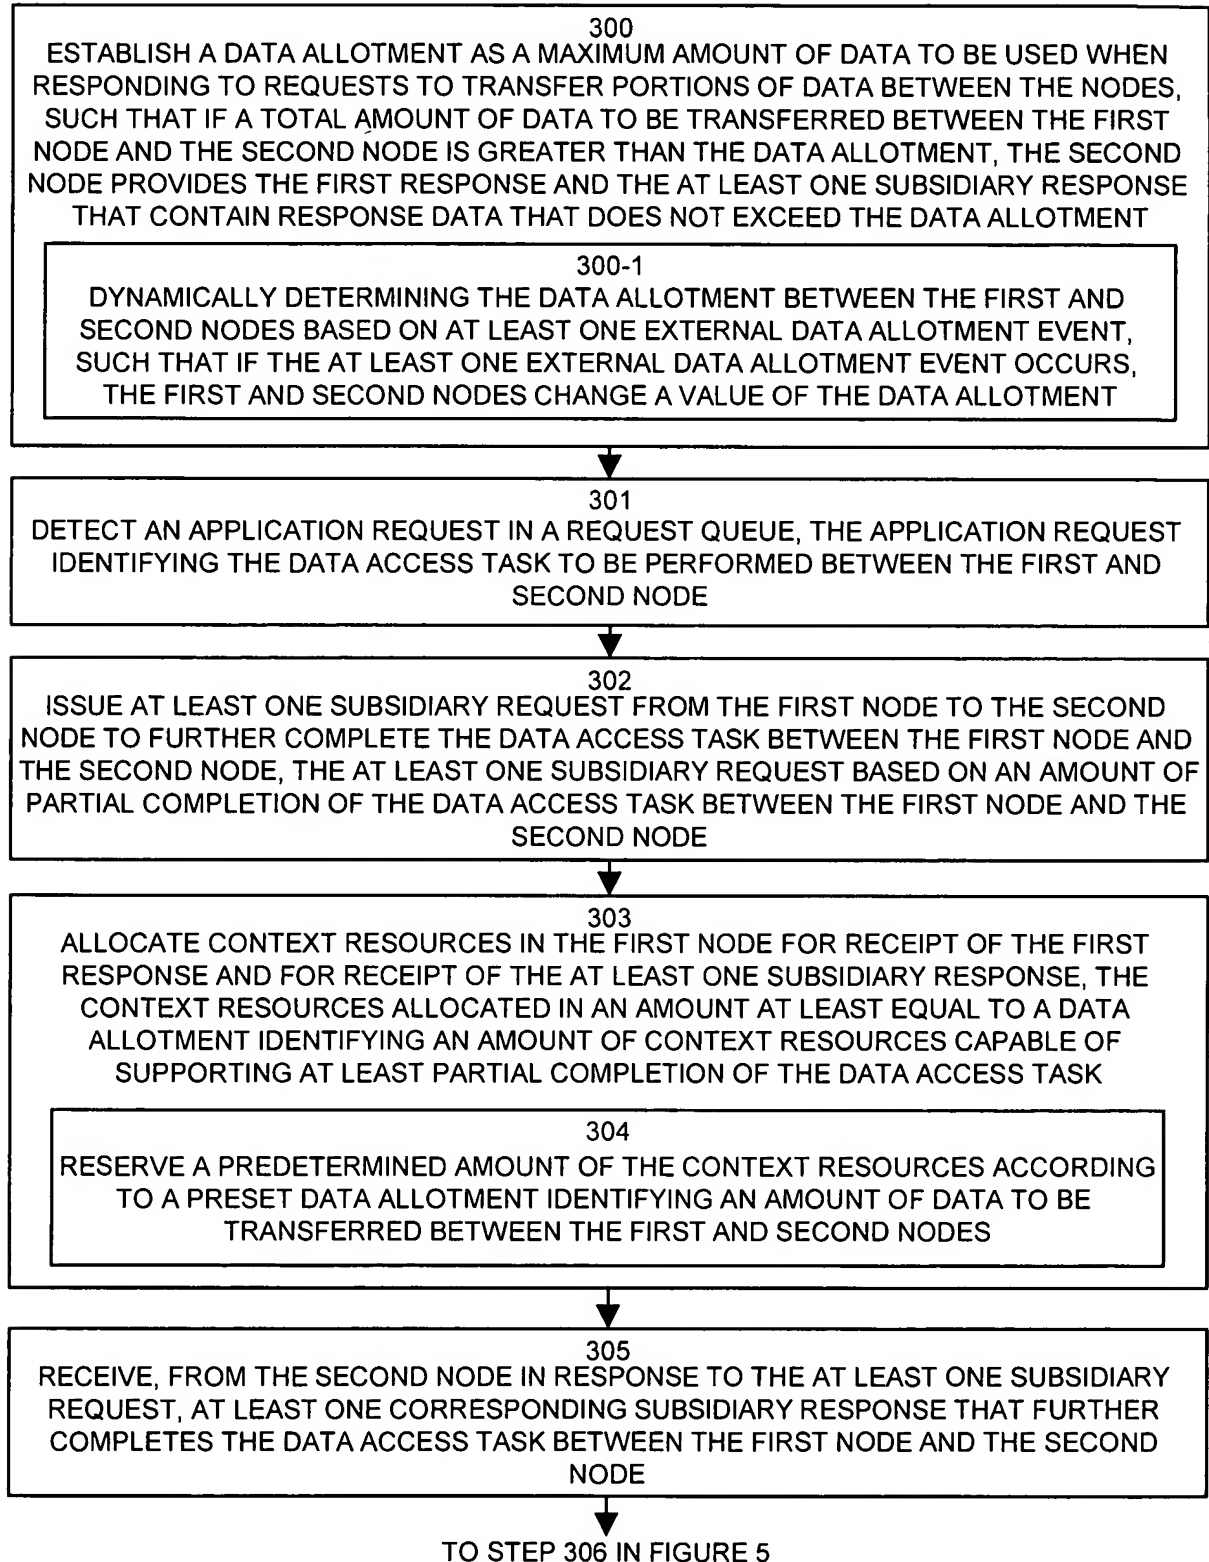 300
ESTABLISH A DATA ALLOTMENT AS A MAXIMUM AMOUNT OF DATA TO BE USED WHEN
RESPONDING TO REQUESTS TO TRANSFER PORTIONS OF DATA BETWEEN THE NODES,
SUCH THAT IF A TOTAL AMOUNT OF DATA TO BE TRANSFERRED BETWEEN THE FIRST
NODE AND THE SECOND NODE IS GREATER THAN THE DATA ALLOTMENT, THE SECOND
NODE PROVIDES THE FIRST RESPONSE AND THE AT LEAST ONE SUBSIDIARY RESPONSE
THAT CONTAIN RESPONSE DATA THAT DOES NOT EXCEED THE DATA ALLOTMENT
300-1
DYNAMICALLY DETERMINING THE DATA ALLOTMENT BETWEEN THE FIRST AND
SECOND NODES BASED ON AT LEAST ONE EXTERNAL DATA ALLOTMENT EVENT,
SUCH THAT IF THE AT LEAST ONE EXTERNAL DATA ALLOTMENT EVENT OCCURS,
THE FIRST AND SECOND NODES CHANGE A VALUE OF THE DATA ALLOTMENT
301
DETECT AN APPLICATION REQUEST IN A REQUEST QUEUE, THE APPLICATION REQUEST
IDENTIFYING THE DATA ACCESS TASK TO BE PERFORMED BETWEEN THE FIRST AND
SECOND NODE
302
ISSUE AT LEAST ONE SUBSIDIARY REQUEST FROM THE FIRST NODE TO THE SECOND
NODE TO FURTHER COMPLETE THE DATA ACCESS TASK BETWEEN THE FIRST NODE AND
THE SECOND NODE, THE AT LEAST ONE SUBSIDIARY REQUEST BASED ON AN AMOUNT OF
PARTIAL COMPLETION OF THE DATA ACCESS TASK BETWEEN THE FIRST NODE AND THE
SECOND NODE
303
ALLOCATE CONTEXT RESOURCES IN THE FIRST NODE FOR RECEIPT OF THE FIRST
RESPONSE AND FOR RECEIPT OF THE AT LEAST ONE SUBSIDIARY RESPONSE, THE
CONTEXT RESOURCES ALLOCATED IN AN AMOUNT AT LEAST EQUAL TO A DATA
ALLOTMENT IDENTIFYING AN AMOUNT OF CONTEXT RESOURCES CAPABLE OF
SUPPORTING AT LEAST PARTIAL COMPLETION OF THE DATA ACCESS TASK
304
RESERVE A PREDETERMINED AMOUNT OF THE CONTEXT RESOURCES ACCORDING
TO A PRESET DATA ALLOTMENT IDENTIFYING AN AMOUNT OF DATA TO BE
TRANSFERRED BETWEEN THE FIRST AND SECOND NODES
305
RECEIVE, FROM THE SECOND NODE IN RESPONSE TO THE AT LEAST ONE SUBSIDIARY
REQUEST, AT LEAST ONE CORRESPONDING SUBSIDIARY RESPONSE THAT FURTHER
COMPLETES THE DATA ACCESS TASK BETWEEN THE FIRST NODE AND THE SECOND
NODE
TO STEP 306 IN FIGURE 5